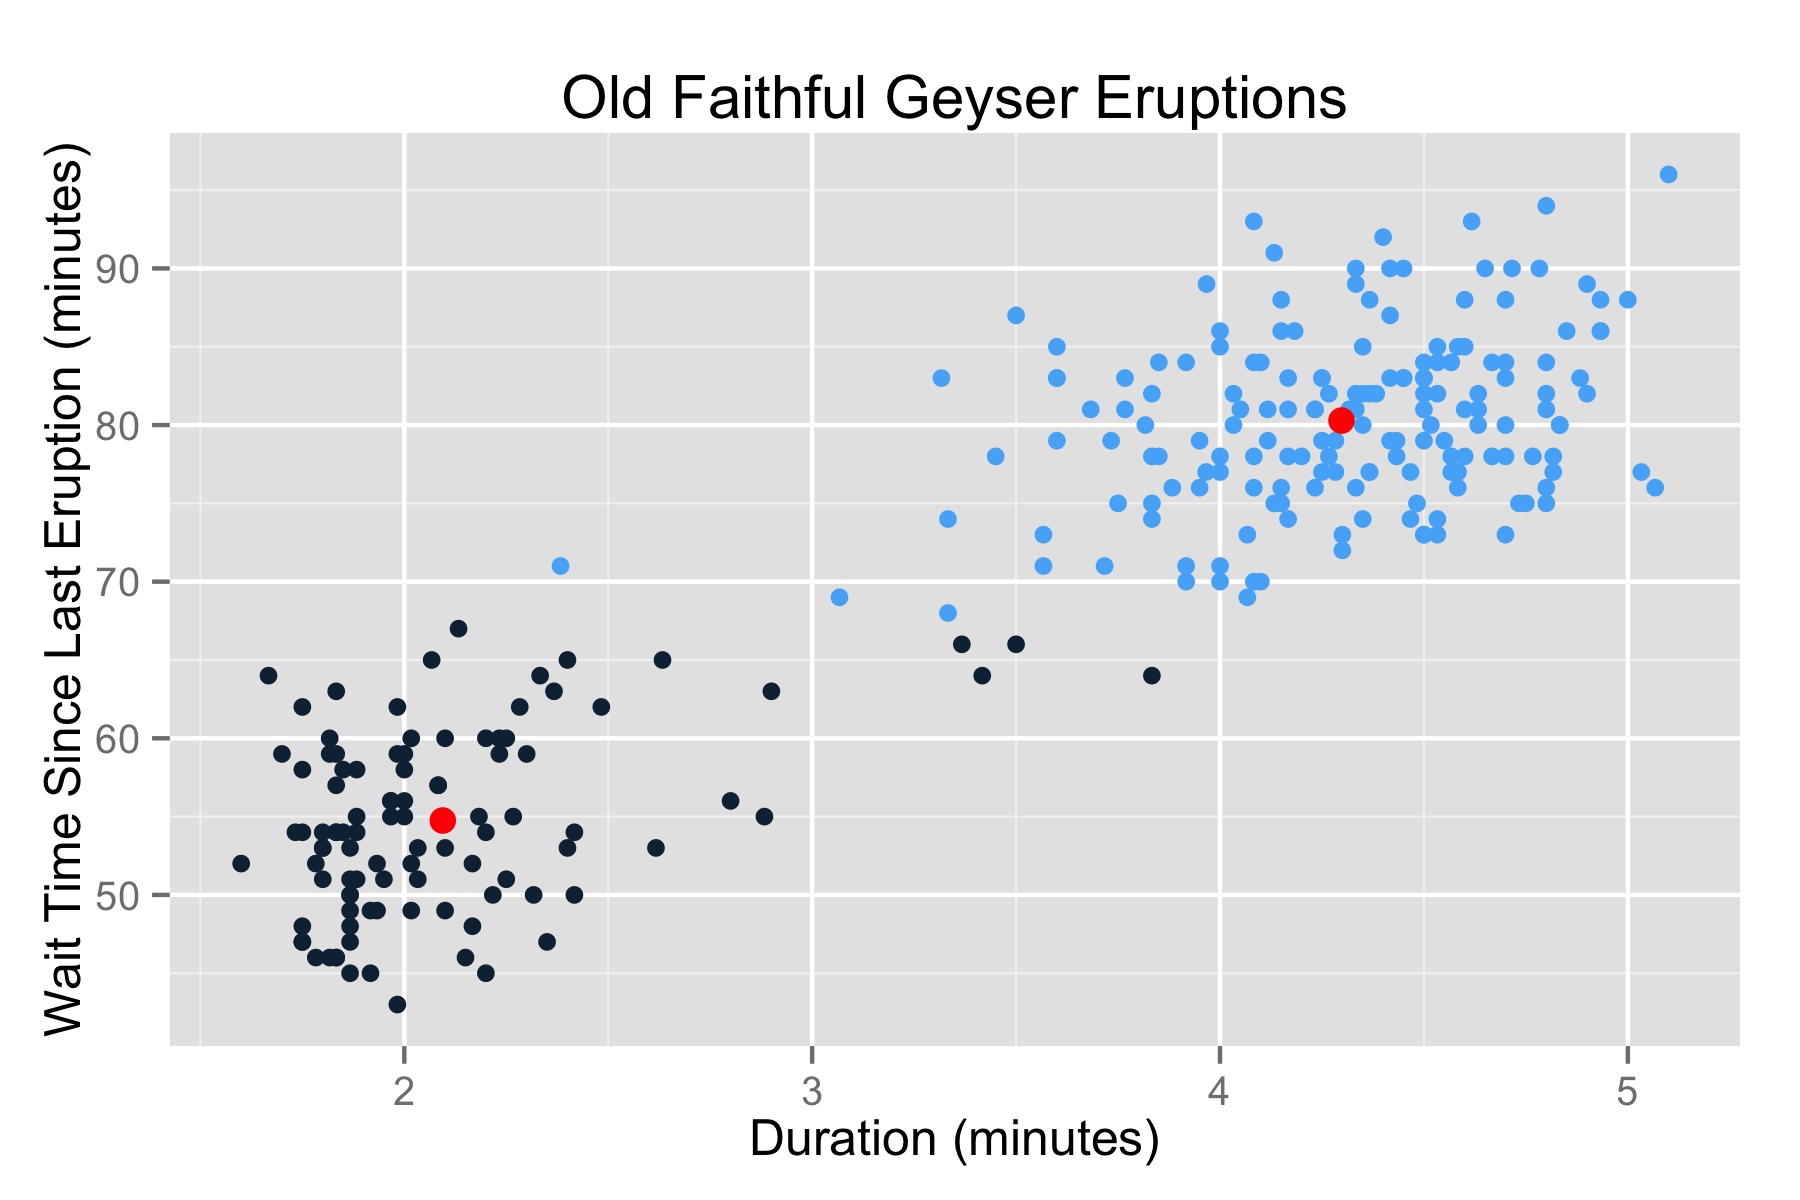 Old Faithful Geyser Eruptions
Wait Time Since Last Eruption (minutes)
90
80
70
60
50
2 3 4 5
Duration (minutes)